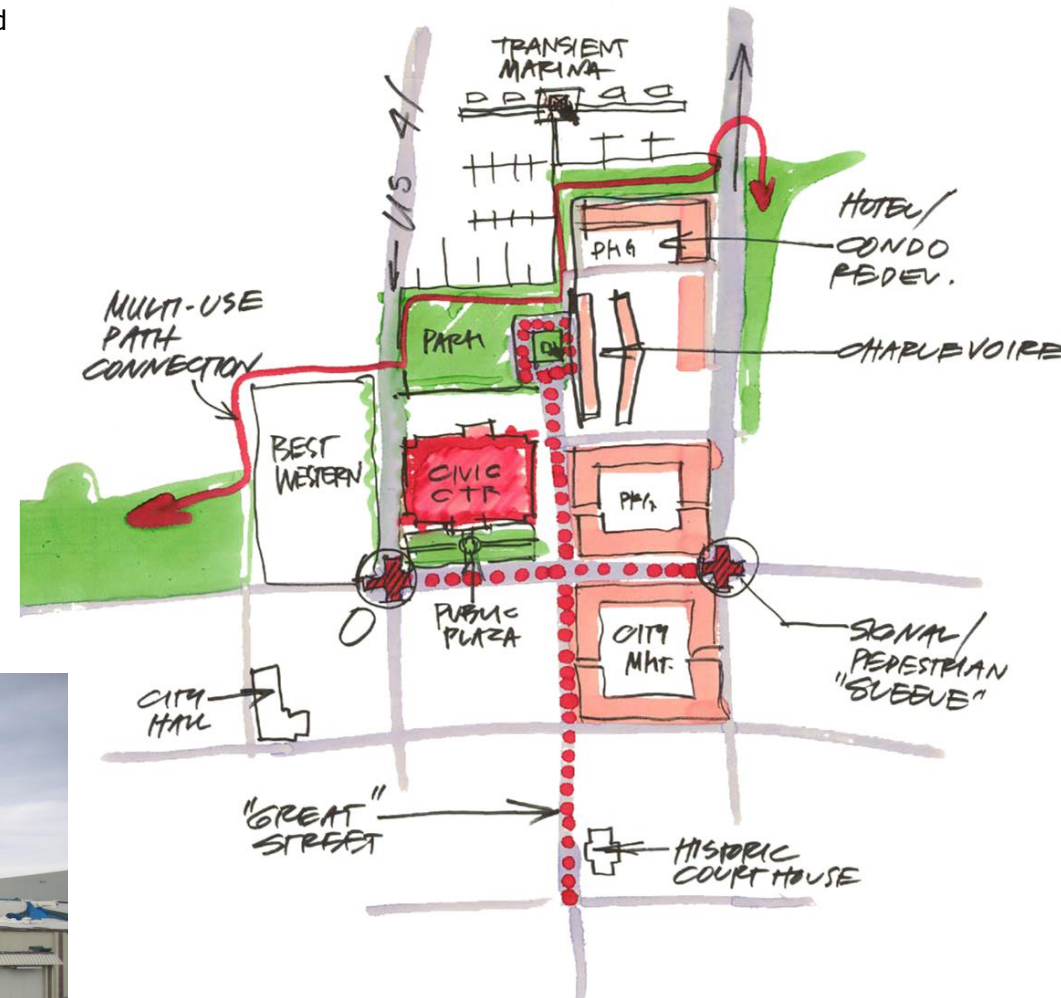 d
TRANSIENT
MARINA
US 41
HOTEL/
CONDO
REDEV.
PKG
MULTI-USE
PATH
CONNECTION
PARK
CHARLEVOIRE
BEST
WESTERN
CIVIC
CTR
PKG
PUBLIC
PLAZA
CITY
MKT.
SIGNAL/
PEDESTRIAN
"SLEEVE"
CITY
HALL
"GREAT"
STREET
HISTORIC
COURT HOUSE